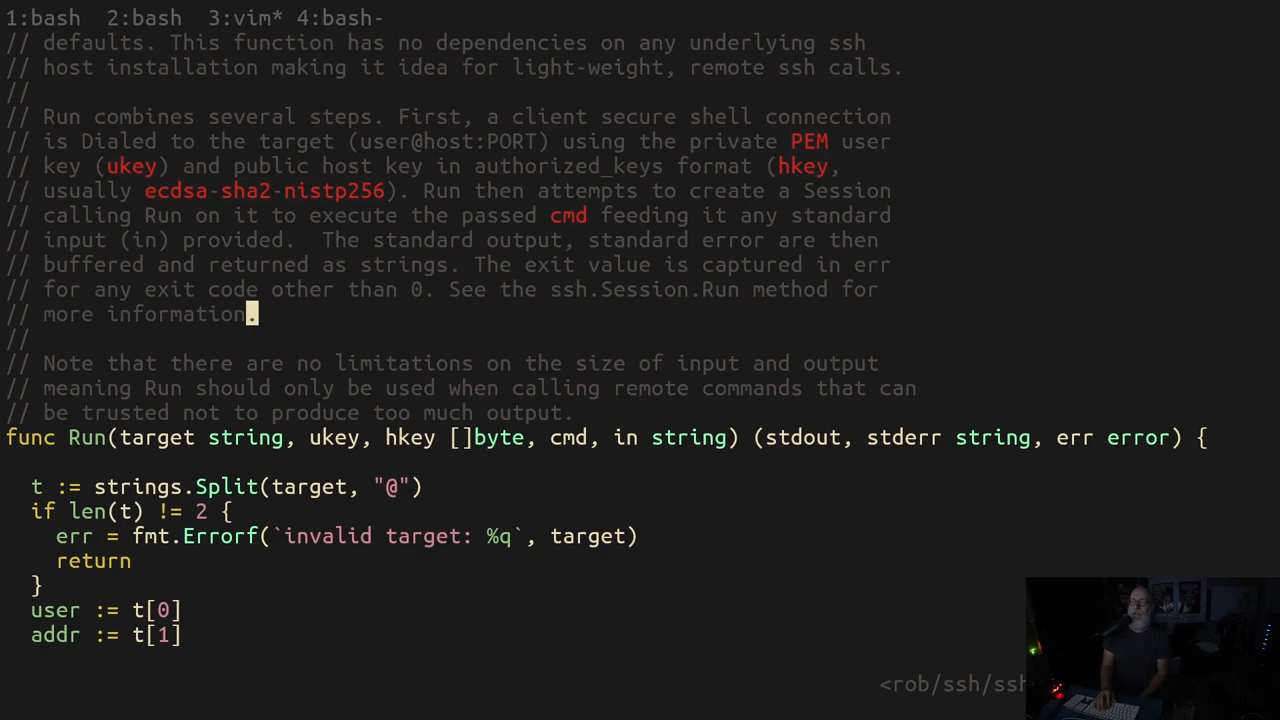 1:bash  2:bash  3:vim* 4:bash-
// defaults. This function has no dependencies on any underlying ssh
// host installation making it idea for light-weight, remote ssh calls.
//
// Run combines several steps. First, a client secure shell connection
// is Dialed to the target (user@host:PORT) using the private PEM user
// key (ukey) and public host key in authorized_keys format (hkey,
// usually ecdsa-sha2-nistp256). Run then attempts to create a Session
// calling Run on it to execute the passed cmd feeding it any standard
// input (in) provided.  The standard output, standard error are then
// buffered and returned as strings. The exit value is captured in err
// for any exit code other than 0. See the ssh.Session.Run method for
// more information.
//
// Note that there are no limitations on the size of input and output
// meaning Run should only be used when calling remote commands that can
// be trusted not to produce too much output.
func Run(target string, ukey, hkey []byte, cmd, in string) (stdout, stderr string, err error) {
  t := strings.Split(target, "@")
  if len(t) != 2 {
    err = fmt.Errorf(`invalid target: %q`, target)
    return
  }
  user := t[0]
  addr := t[1]
<rob/ssh/ssh